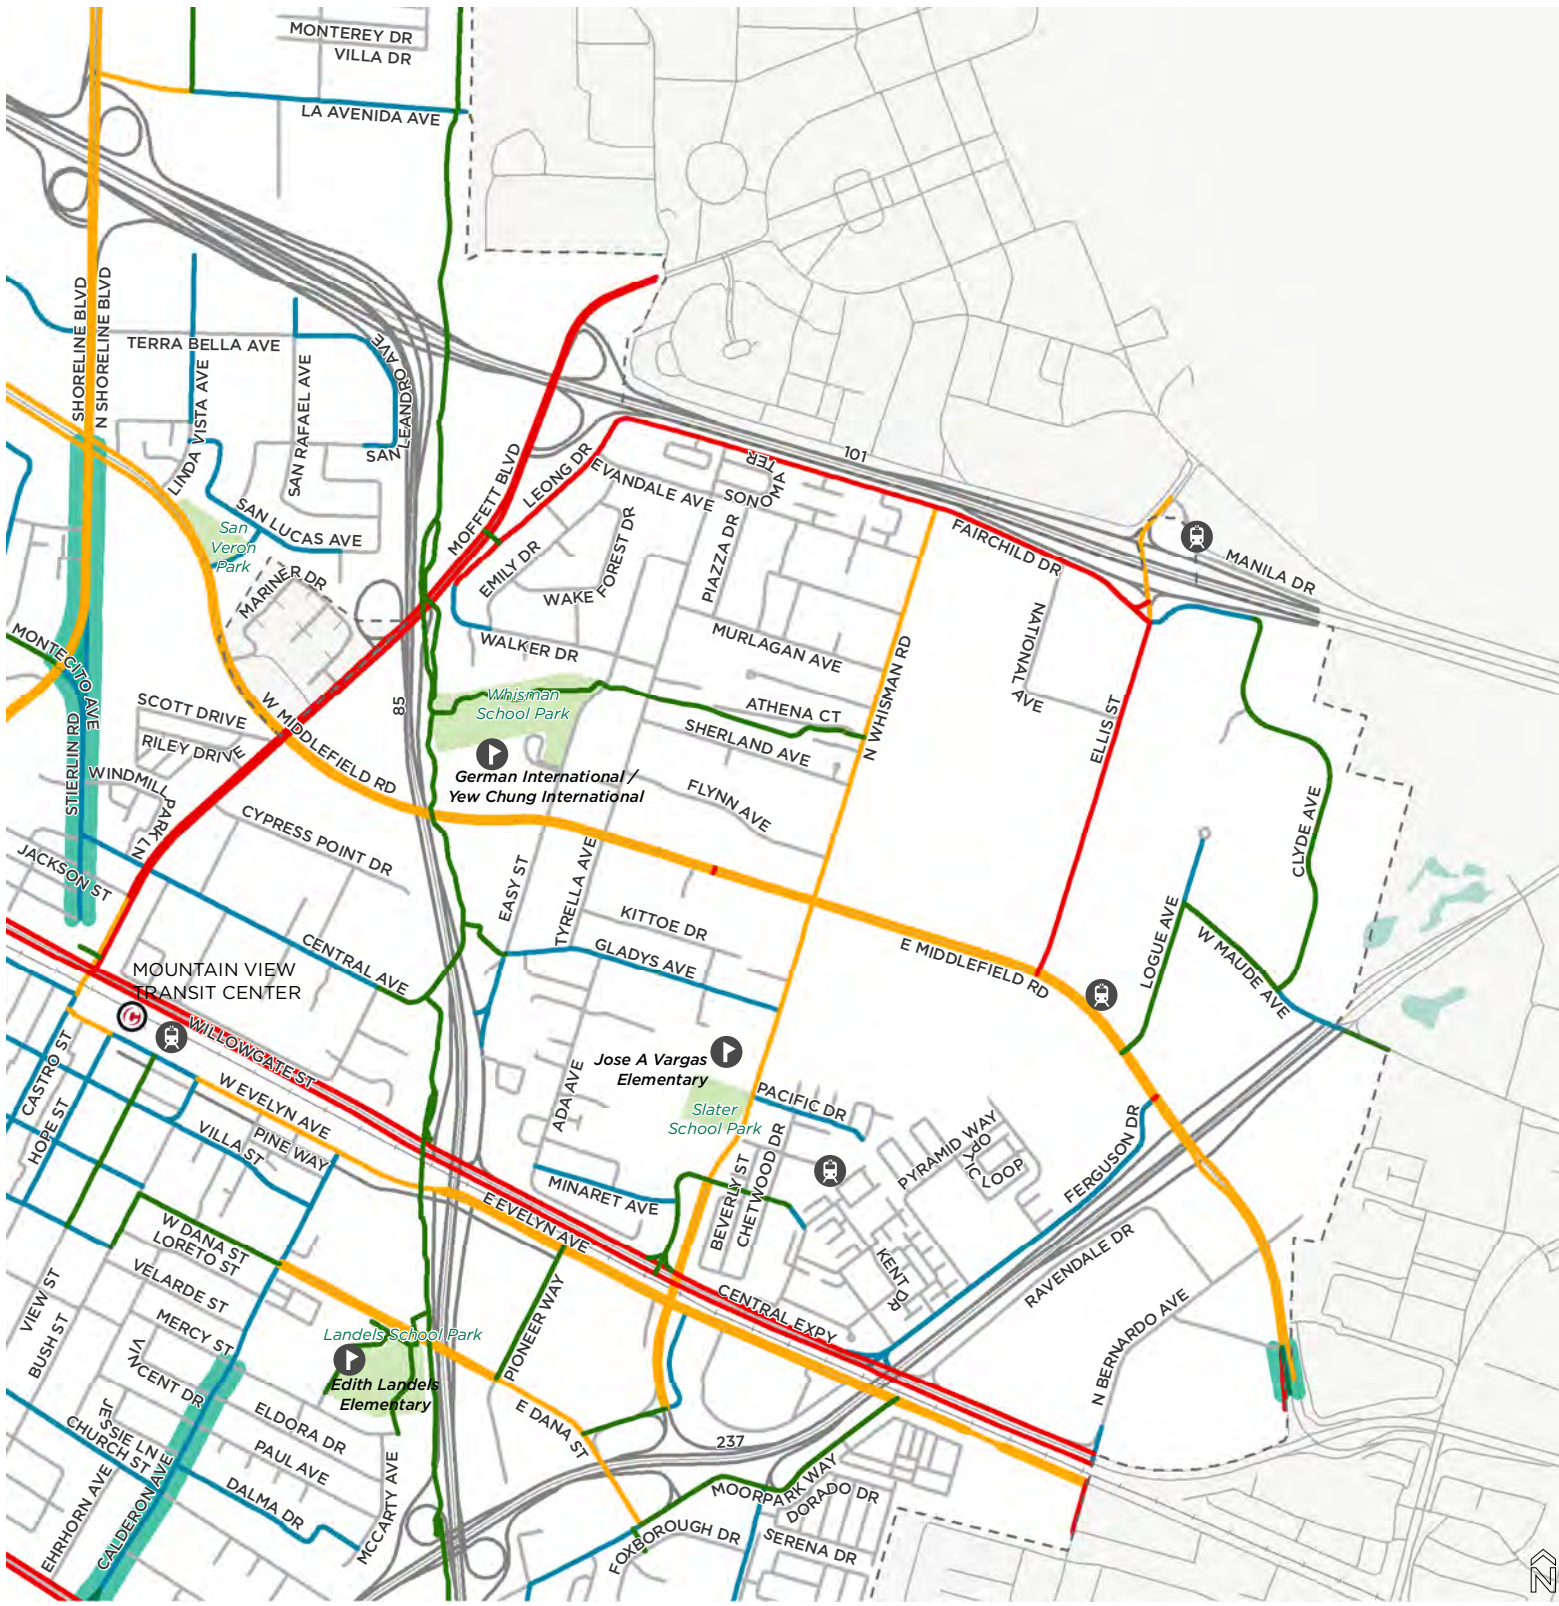 MONTEREY DR
VILLA DR
LA AVENIDA AVE
SHORELINE BLVD
N SHORELINE BLVD
TERRA BELLA AVE
LINDA VISTA AVE
SAN RAFAEL AVE
SAN LEANDRO AVE
SAN LUCAS AVE
San
Veron
Park
MARINER DR
MOFFETT BLVD
LEONG DR
EVANDALE AVE
EMILY DR
WAKE FOREST DR
WALKER DR
PIAZZA DR
SONOMA TER
101
FAIRCHILD DR
MANILA DR
MURLAGAN AVE
NATIONAL AVE
N WHISMAN RD
ELLIS ST
ATHENA CT
SHERLAND AVE
FLYNN AVE
Whisman
School Park
German International /
Yew Chung International
MONTECITO AVE
STIERLIN RD
SCOTT DRIVE
RILEY DRIVE
WINDMILL PARK LN
W MIDDLEFIELD RD
85
JACKSON ST
CYPRESS POINT DR
CENTRAL AVE
EASY ST
TYRELLA AVE
KITTOE DR
GLADYS AVE
E MIDDLEFIELD RD
LOGUE AVE
W MAUDE AVE
CLYDE AVE
MOUNTAIN VIEW
TRANSIT CENTER
WILLOWGATE ST
CASTRO ST
HOPE ST
W EVELYN AVE
VILLA ST
PINE WAY
ADA AVE
Jose A Vargas
Elementary
Slater
School Park
PACIFIC DR
PYRAMID WAY
OPTIC LOOP
FERGUSON DR
MINARET AVE
BEVERLY ST
CHETWOOD DR
KENT DR
E EVELYN AVE
CENTRAL EXPY
RAVENDALE DR
N BERNARDO AVE
W DANA ST
LORETO ST
VELARDE ST
MERCY ST
VIEW ST
BUSH ST
VINCENT DR
JESSIE LN
CHURCH ST
Landels School Park
Edith Landels
Elementary
PIONEER WAY
E DANA ST
237
ELDORA DR
PAUL AVE
DALMA DR
MCCARTY AVE
EHRHORN AVE
CALDERON AVE
MOORPARK WAY
DORADO DR
FOXBOROUGH DR
SERENA DR
N